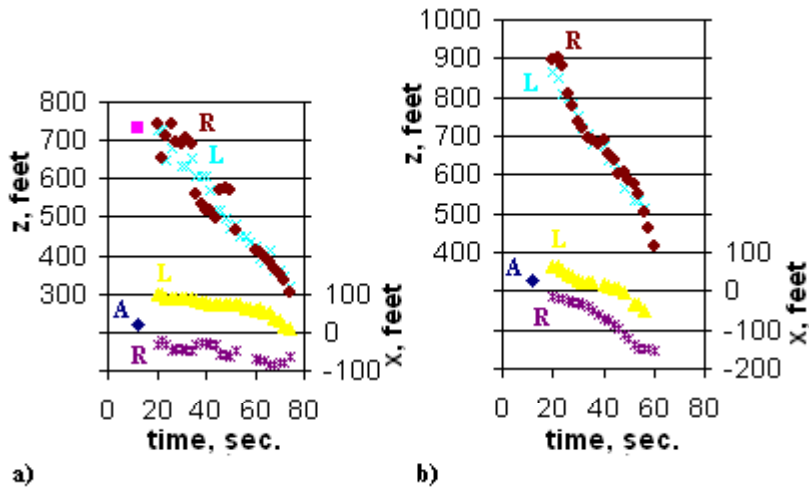 1000
900
800
700
600
500
400
z, feet
R
L
L
A
R
100
0
-100
-200
x, feet
0 20 40 60 80
time, sec.
b)
800
700
600
500
400
300
z, feet
R
L
L
A
R
100
0
-100
x, feet
0 20 40 60 80
time, sec.
a)